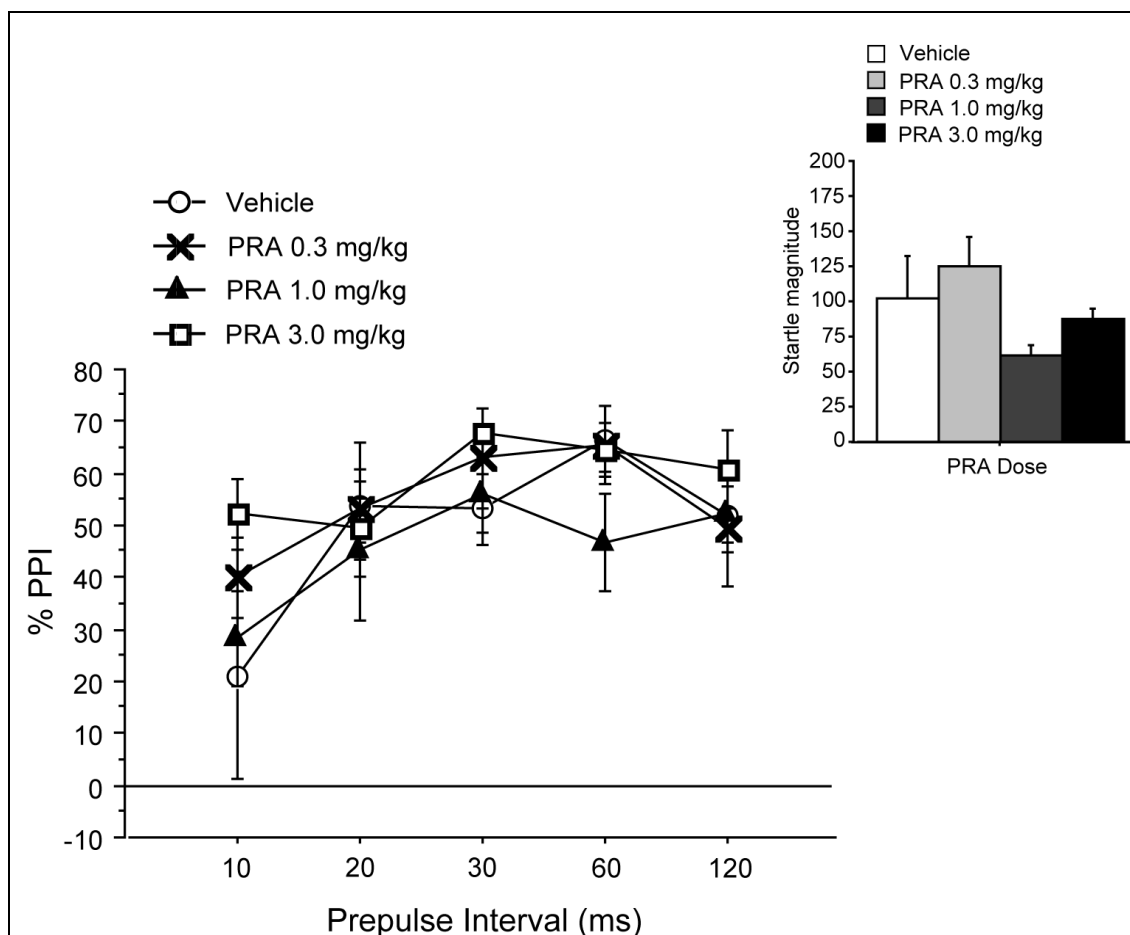 Vehicle
PRA 0.3 mg/kg
PRA 1.0 mg/kg
PRA 3.0 mg/kg
200
175
150
125
100
75
50
25
0
Startle magnitude
PRA Dose
Vehicle
PRA 0.3 mg/kg
PRA 1.0 mg/kg
PRA 3.0 mg/kg
80
70
60
50
40
30
20
10
0
-10
% PPI
10 20 30 60 120
Prepulse Interval (ms)